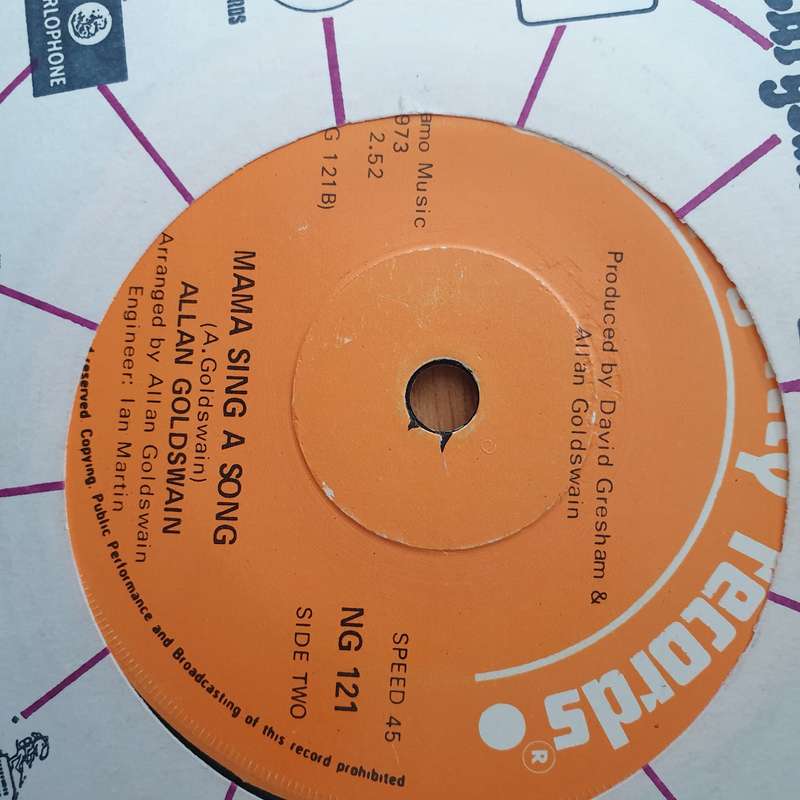 records
®
Produced by David Gresham &
Allan Goldswain
amo Music
973
2.52
G 121B)
SPEED 45
NG 121
SIDE TWO
MAMA SING A SONG
(A.Goldswain)
ALLAN GOLDSWAIN
Arranged by Allan Goldswain
Engineer: Ian Martin
reserved Copying, Public Performance and Broadcasting of this record prohibited
RLOPHONE
RDS